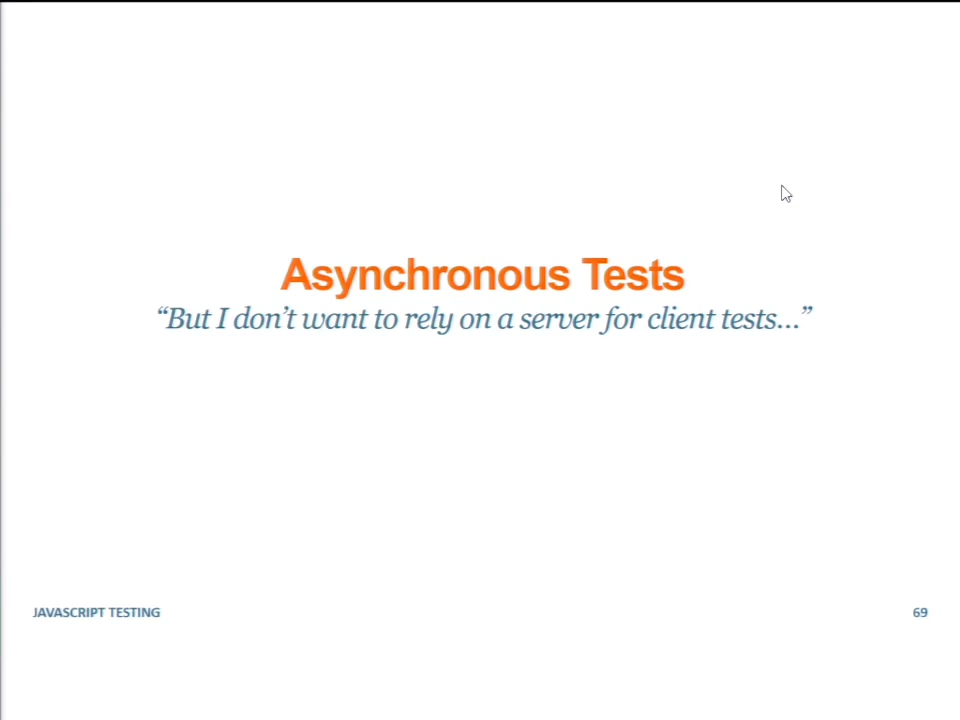 Asynchronous Tests
“But I don’t want to rely on a server for client tests…”
JAVASCRIPT TESTING
69